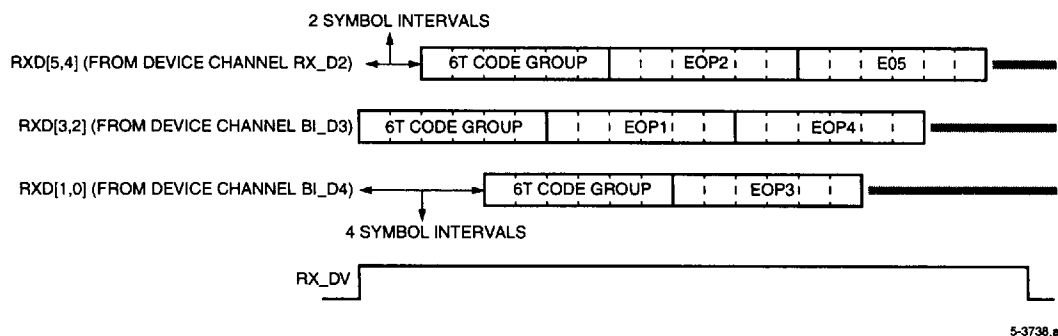 2 SYMBOL INTERVALS
RXD[5,4] (FROM DEVICE CHANNEL RX_D2) 6T CODE GROUP EOP2 E05
RXD[3,2] (FROM DEVICE CHANNEL BI_D3) 6T CODE GROUP EOP1 EOP4
RXD[1,0] (FROM DEVICE CHANNEL BI_D4) 6T CODE GROUP EOP3
4 SYMBOL INTERVALS
RX_DV
5-3738.a